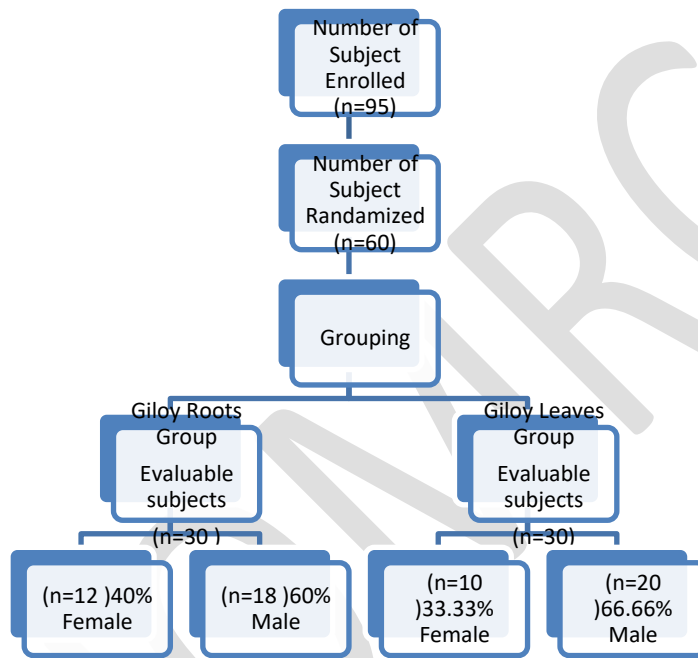 Number of
Subject
Enrolled
(n=95)
Number of
Subject
Randamized
(n=60)
Grouping
Giloy Roots
Group
Evaluable
subjects
(n=30 )
Giloy Leaves
Group
Evaluable
subjects
(n=30)
(n=12 )40%
Female
(n=18 )60%
Male
(n=10
)33.33%
Female
(n=20
)66.66%
Male